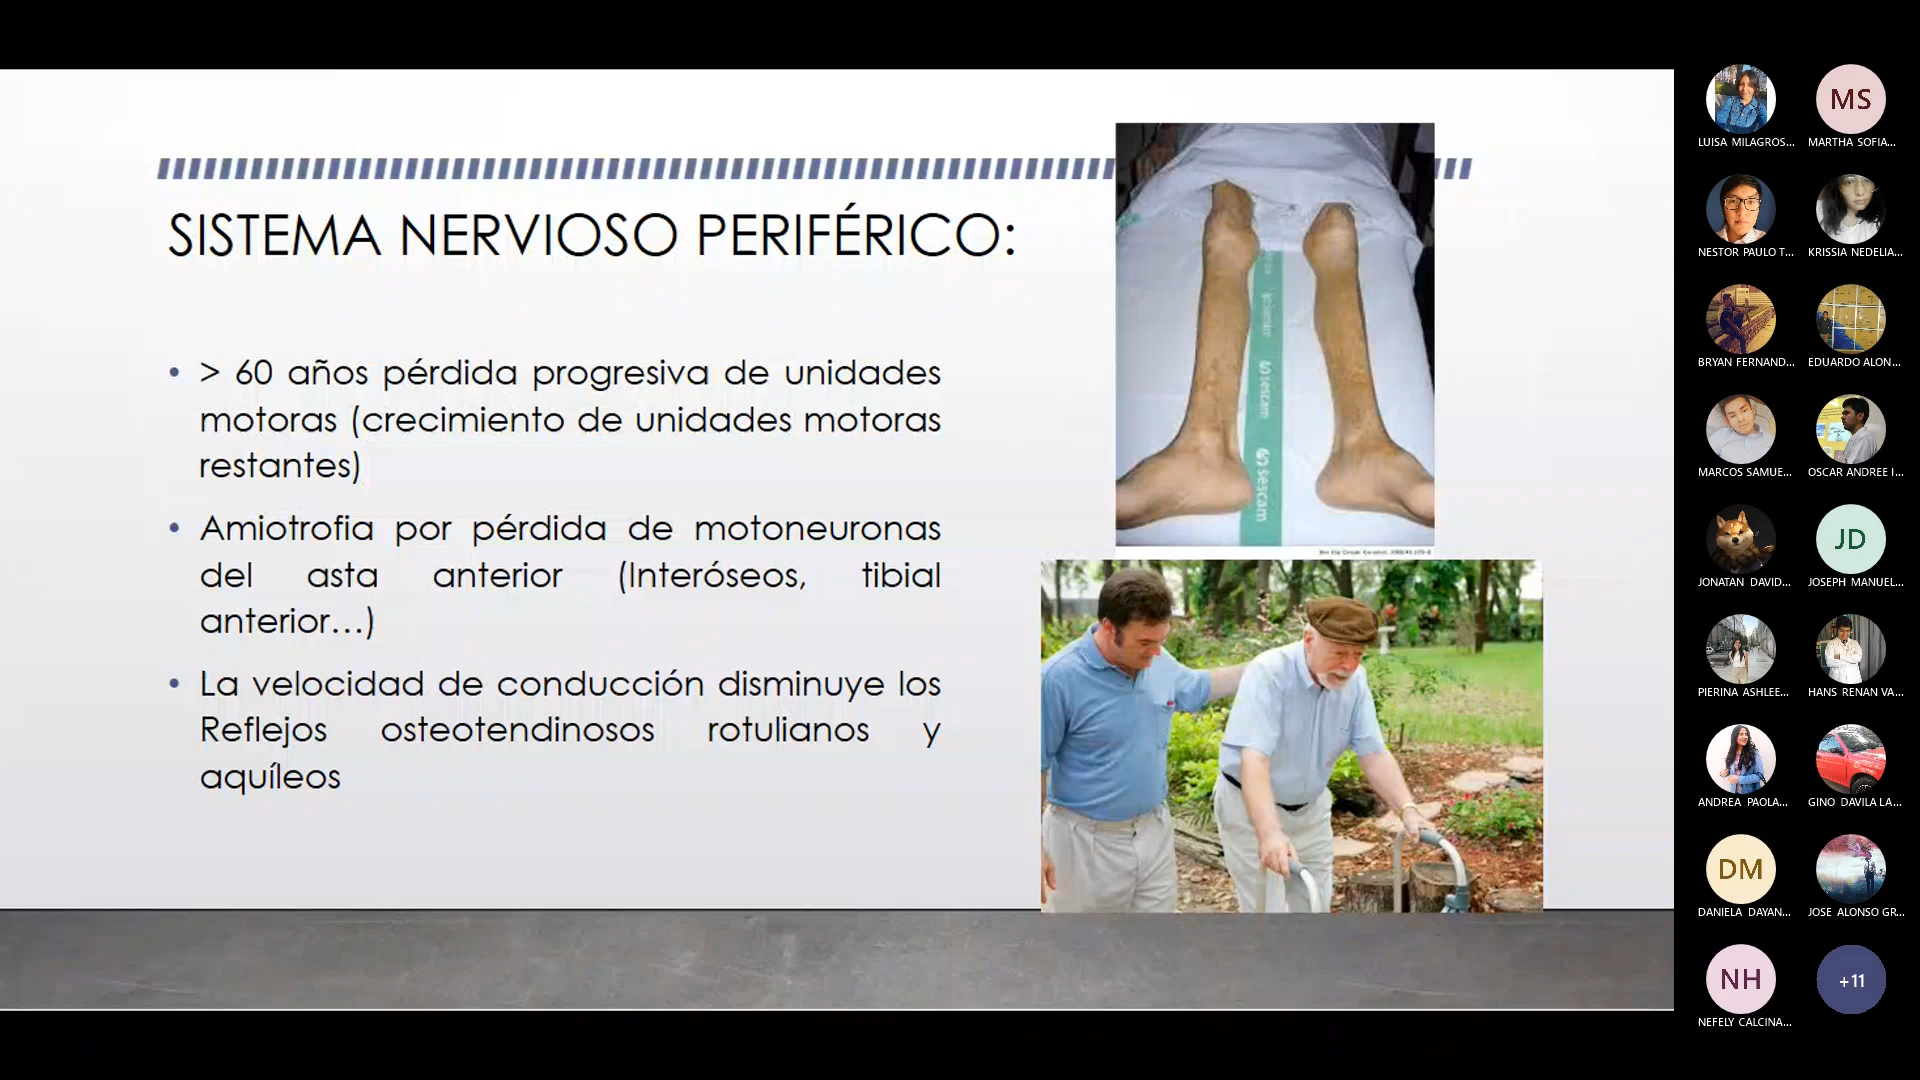 SISTEMA NERVIOSO PERIFÉRICO:
• > 60 años pérdida progresiva de unidades
motoras (crecimiento de unidades motoras
restantes)
• Amiotrofia por pérdida de motoneuronas
del asta anterior (Interóseos, tibial
anterior...)
• La velocidad de conducción disminuye los
Reflejos osteotendinosos rotulianos y
aquíleos
sescam
sescam
MS
LUISA MILAGROS...
MARTHA SOFIA...
NESTOR PAULO T...
KRISSIA NEDELIA...
BRYAN FERNAND...
EDUARDO ALON...
MARCOS SAMUE...
OSCAR ANDREE I...
JD
JONATAN DAVID...
JOSEPH MANUEL...
PIERINA ASHLEE...
HANS RENAN VA...
ANDREA PAOLA...
GINO DAVILA LA...
DM
DANIELA DAYAN...
JOSE ALONSO GR...
NH
+11
NEFELY CALCINA...